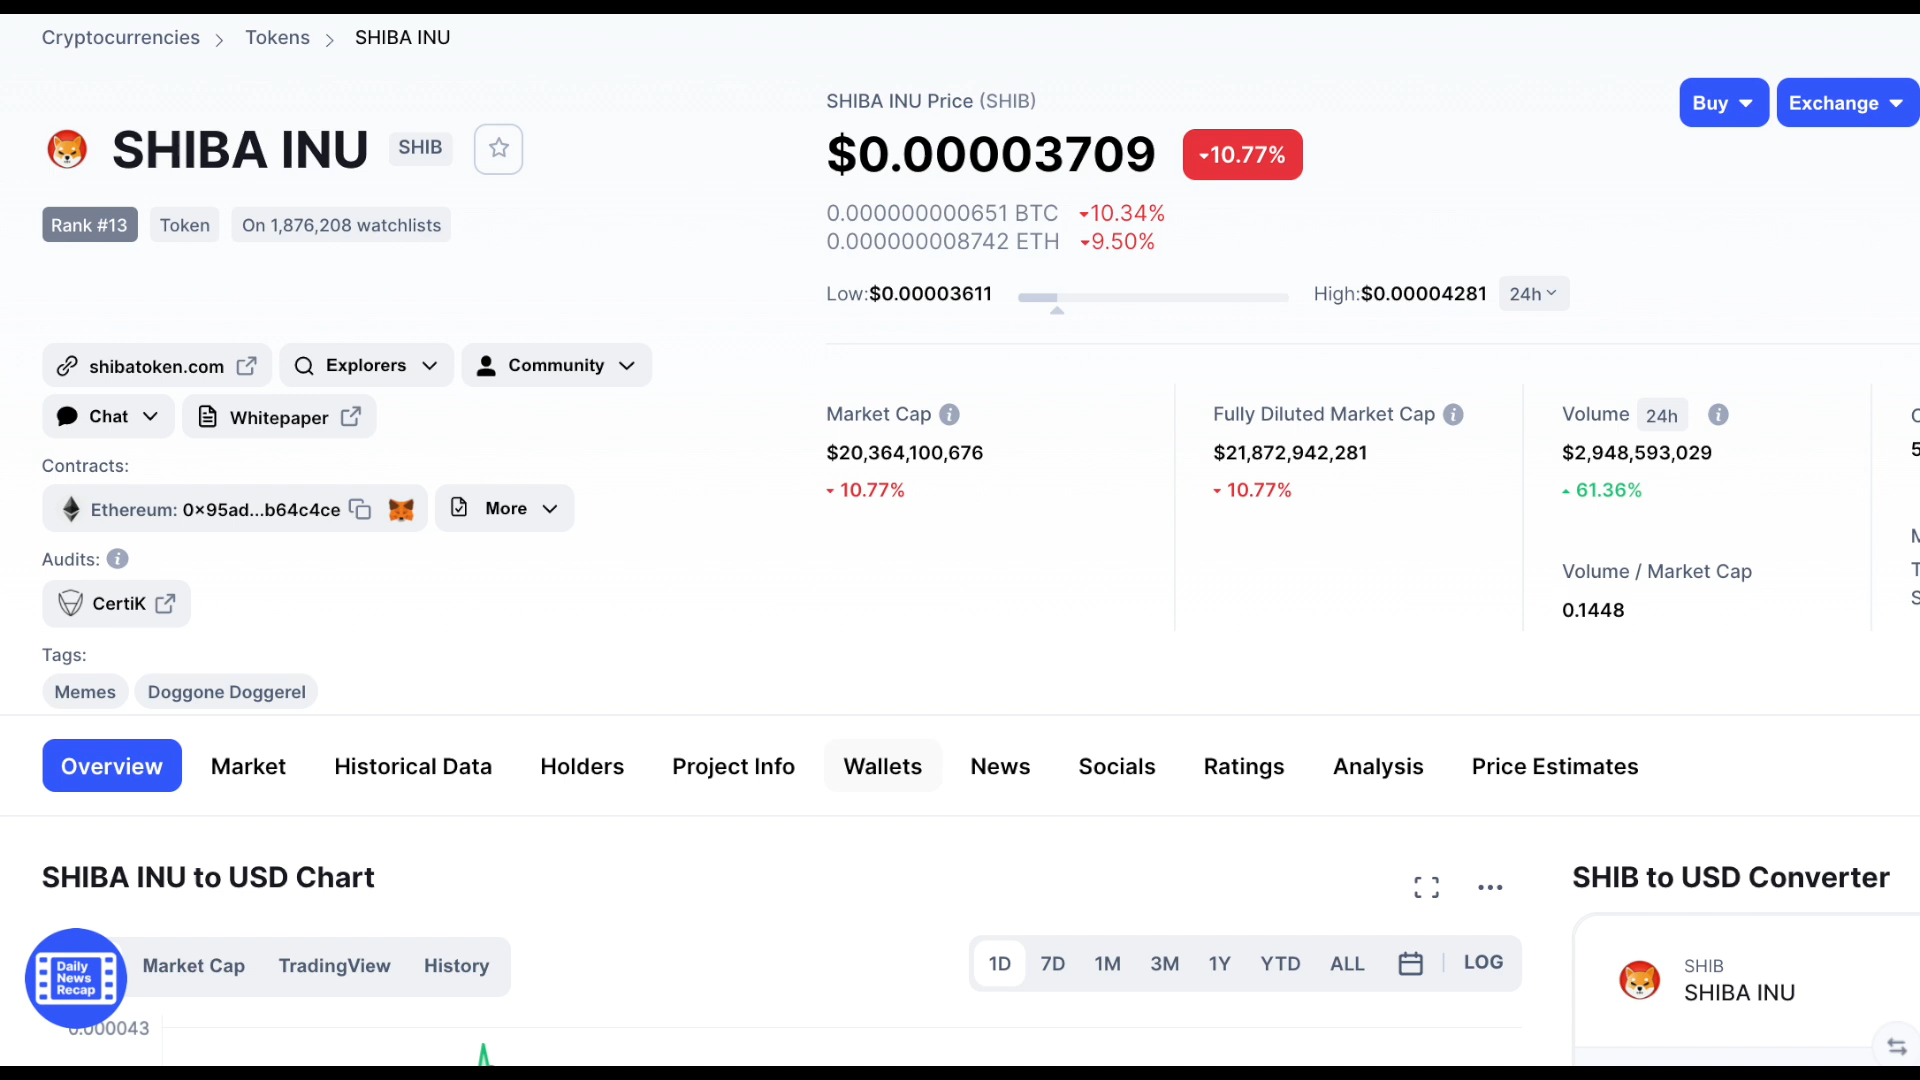 Cryptocurrencies > Tokens > SHIBA INU
SHIBA INU SHIB
Rank #13 Token On 1,876,208 watchlists
SHIBA INU Price (SHIB)
$0.00003709 10.77%
0.000000000651 BTC 10.34%
0.000000008742 ETH 9.50%
Low:$0.00003611 High:$0.00004281 24h
Buy Exchange
shibatoken.com Explorers Community
Chat Whitepaper
Contracts:
Ethereum: 0x95ad...b64c4ce More
Audits:
CertiK
Tags:
Memes Doggone Doggerel
Market Cap
$20,364,100,676
10.77%
Fully Diluted Market Cap
$21,872,942,281
10.77%
Volume 24h
$2,948,593,029
61.36%
Volume / Market Cap
0.1448
Overview Market Historical Data Holders Project Info Wallets News Socials Ratings Analysis Price Estimates
SHIBA INU to USD Chart
Market Cap TradingView History
1D 7D 1M 3M 1Y YTD ALL LOG
Daily
News
Recap
0.000043
SHIB to USD Converter
SHIB
SHIBA INU